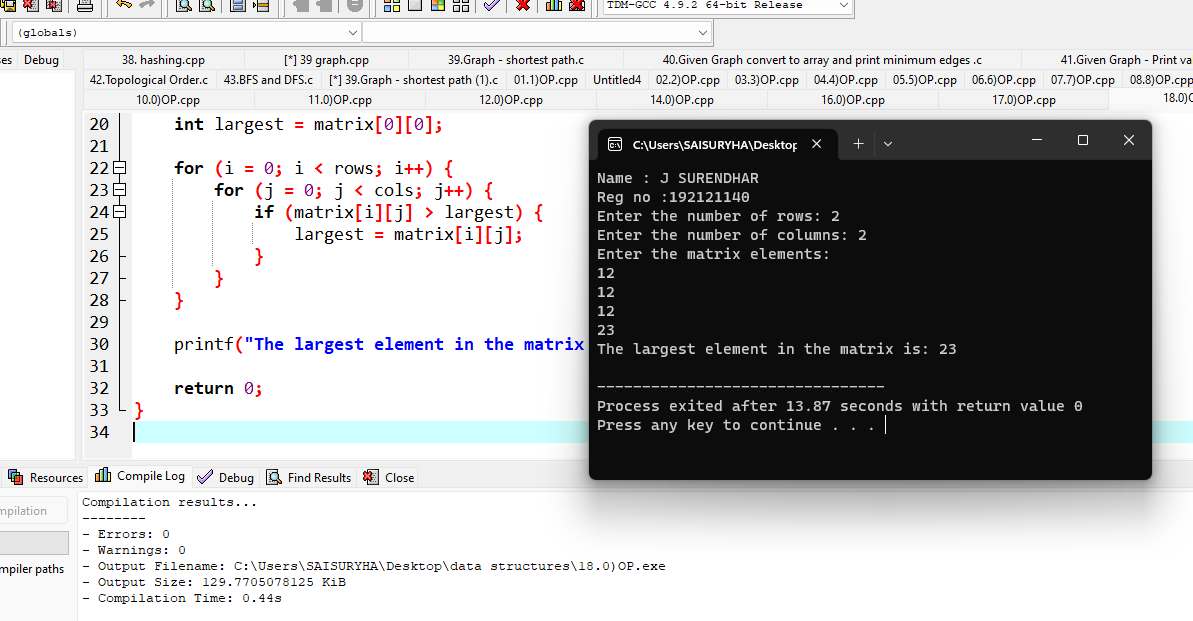 TDM-GCC 4.9.2 64-bit Release
(globals)
Debug
38. hashing.cpp
[*] 39 graph.cpp
39.Graph - shortest path.c
40.Given Graph convert to array and print minimum edges .c
41.Given Graph - Print
42.Topological Order.c
43.BFS and DFS.c
[*] 39.Graph - shortest path (1).c
01.1)OP.cpp
Untitled4
02.2)OP.cpp
03.3)OP.cpp
04.4)OP.cpp
05.5)OP.cpp
06.6)OP.cpp
07.7)OP.cpp
08.8)OP.cpp
10.0)OP.cpp
11.0)OP.cpp
12.0)OP.cpp
14.0)OP.cpp
16.0)OP.cpp
17.0)OP.cpp
20 int largest = matrix[0][0];
21
22 for (i = 0; i < rows; i++) {
23 for (j = 0; j < cols; j++) {
24 if (matrix[i][j] > largest) {
25 largest = matrix[i][j];
26 }
27 }
28 }
29
30 printf("The largest element in the matrix
31
32 return 0;
33 }
34
C:\Users\SAISURYHA\Desktop
Name : J SURENDHAR
Reg no :192121140
Enter the number of rows: 2
Enter the number of columns: 2
Enter the matrix elements:
12
12
12
23
The largest element in the matrix is: 23
--------------------------------
Process exited after 13.87 seconds with return value 0
Press any key to continue . . .
Resources
Compile Log
Debug
Find Results
Close
Compilation results...
--------
- Errors: 0
- Warnings: 0
- Output Filename: C:\Users\SAISURYHA\Desktop\data structures\18.0)OP.exe
- Output Size: 129.7705078125 KiB
- Compilation Time: 0.44s
paths